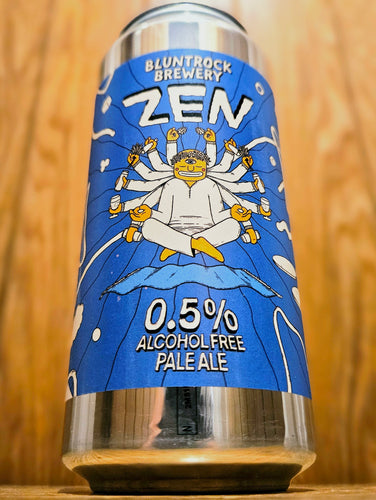 BLUNTROCK
BREWERY
ZEN
0.5%
ALCOHOL FREE
PALE ALE